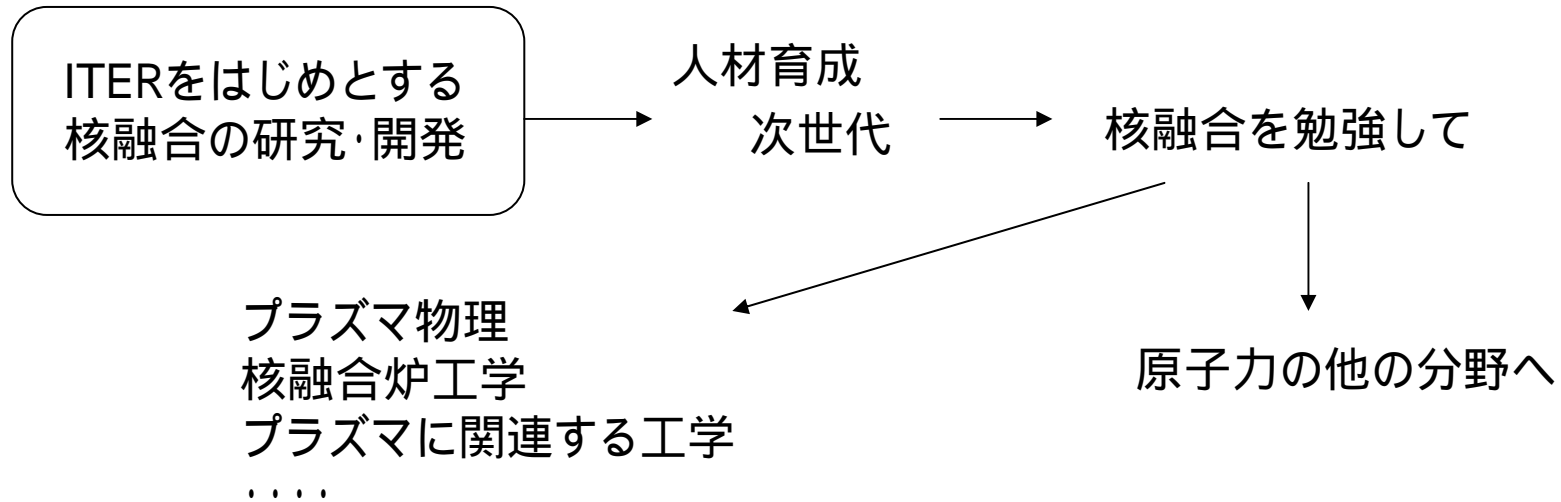 ITERをはじめとする
核融合の研究・開発
人材育成
次世代
核融合を勉強して
プラズマ物理
核融合炉工学
プラズマに関連する工学
・・・・
原子力の他の分野へ